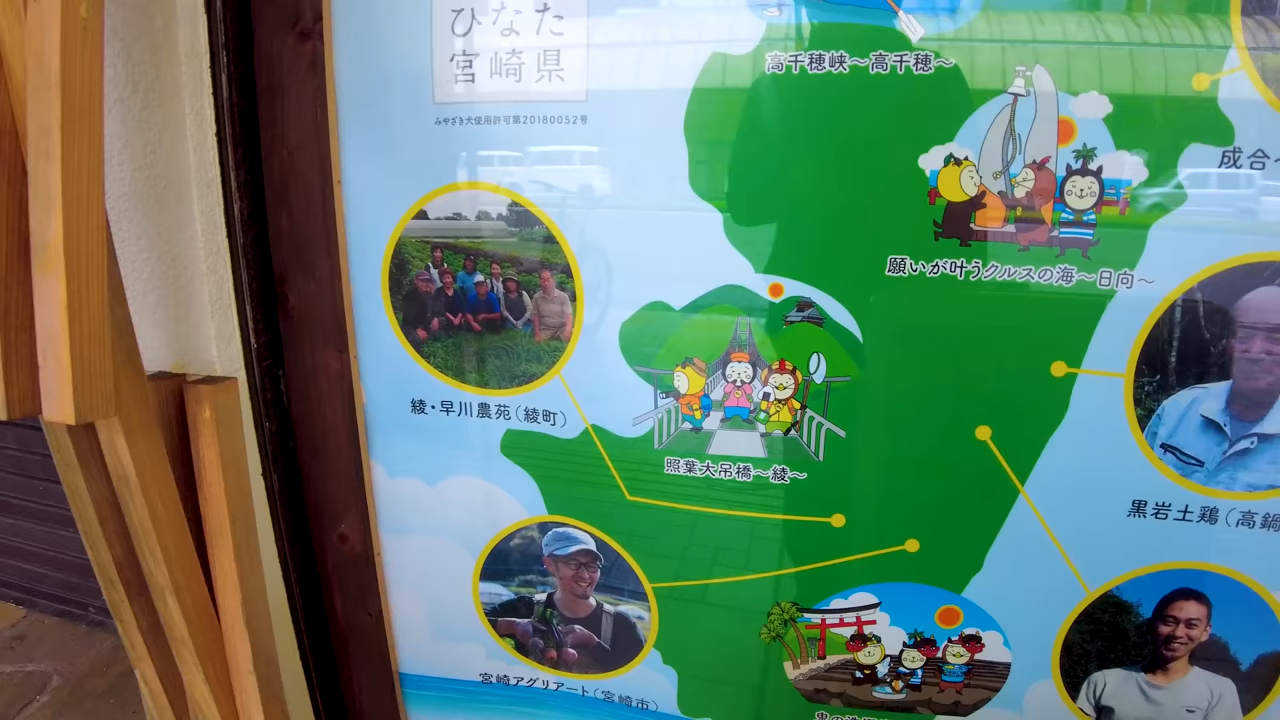 ひなた
宮崎県
みやざき犬使用許可第20180052号
高千穂峡～高千穂～
成合
願いが叶うクルスの海～日向～
綾・早川農苑（綾町）
照葉大吊橋～綾～
黒岩土鶏（高鍋
宮崎アグリアート（宮崎市）